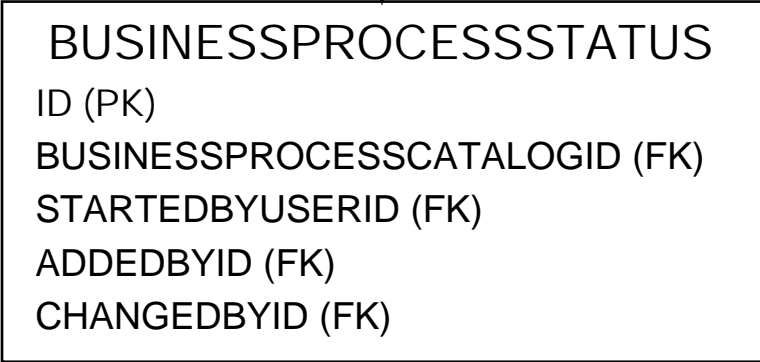 BUSINESSPROCESSSTATUS
ID (PK)
BUSINESSPROCESSCATALOGID (FK)
STARTEDBYUSERID (FK)
ADDEDBYID (FK)
CHANGEDBYID (FK)